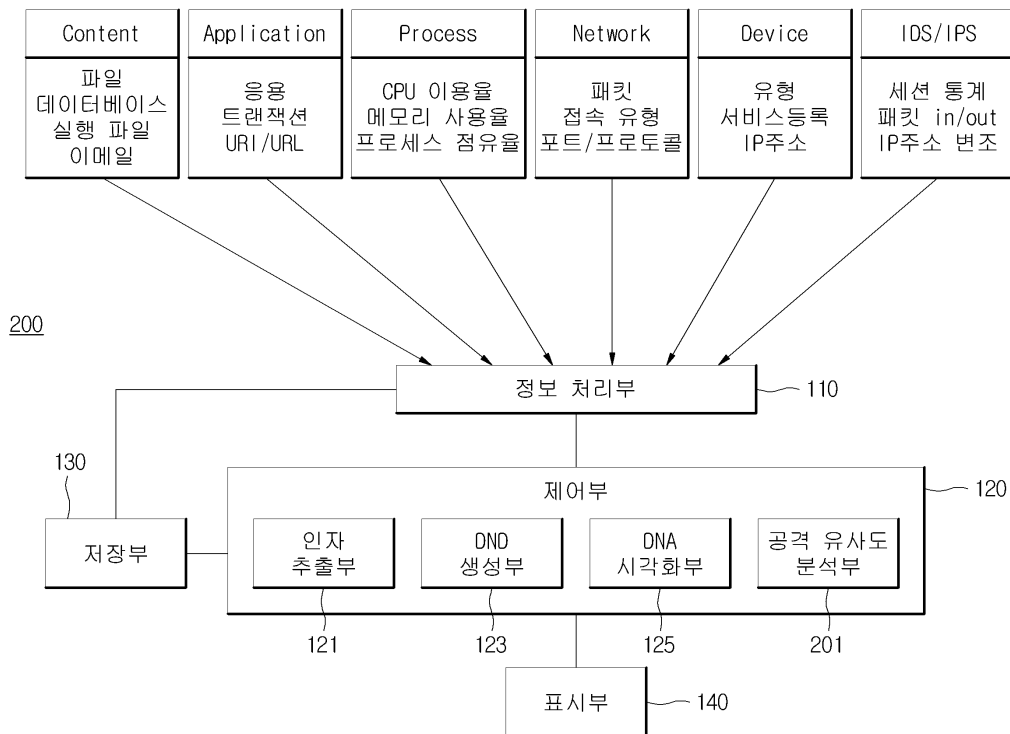 Content
Application
Process
Network
Device
IDS/IPS
파일
데이터베이스
실행 파일
이메일
응용
트랜잭션
URI/URL
CPU 이용율
메모리 사용율
프로세스 점유율
패킷
접속 유형
포트/프로토콜
유형
서비스등록
IP주소
세션 통계
패킷 in/out
IP주소 변조
200
정보 처리부
110
130
저장부
제어부
120
인자
추출부
DND
생성부
DNA
시각화부
공격 유사도
분석부
121
123
125
201
표시부
140